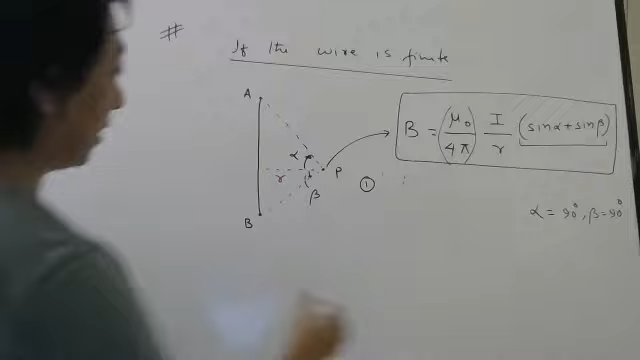 #
If the wire is finite
A
α
r
P
β
B
B = (μ₀/4π) I/r (sinα+sinβ)
①
α = 90°, β=90°